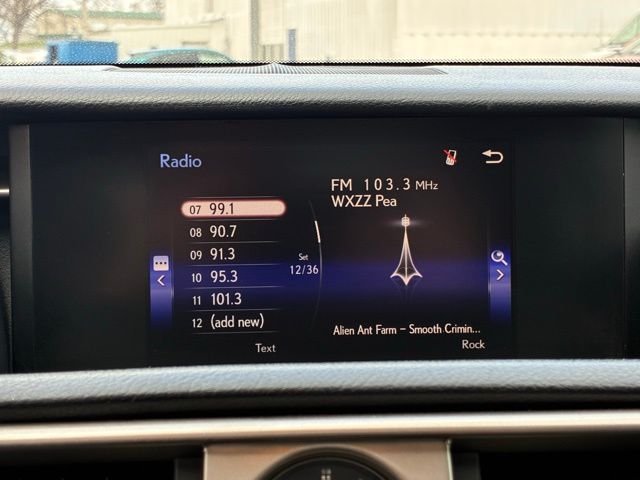 Radio
FM 103.3 MHz
WXZZ Pea
07 99.1
08 90.7
09 91.3
10 95.3
11 101.3
12 (add new)
Set
12/36
Alien Ant Farm - Smooth Crimin...
Text
Rock